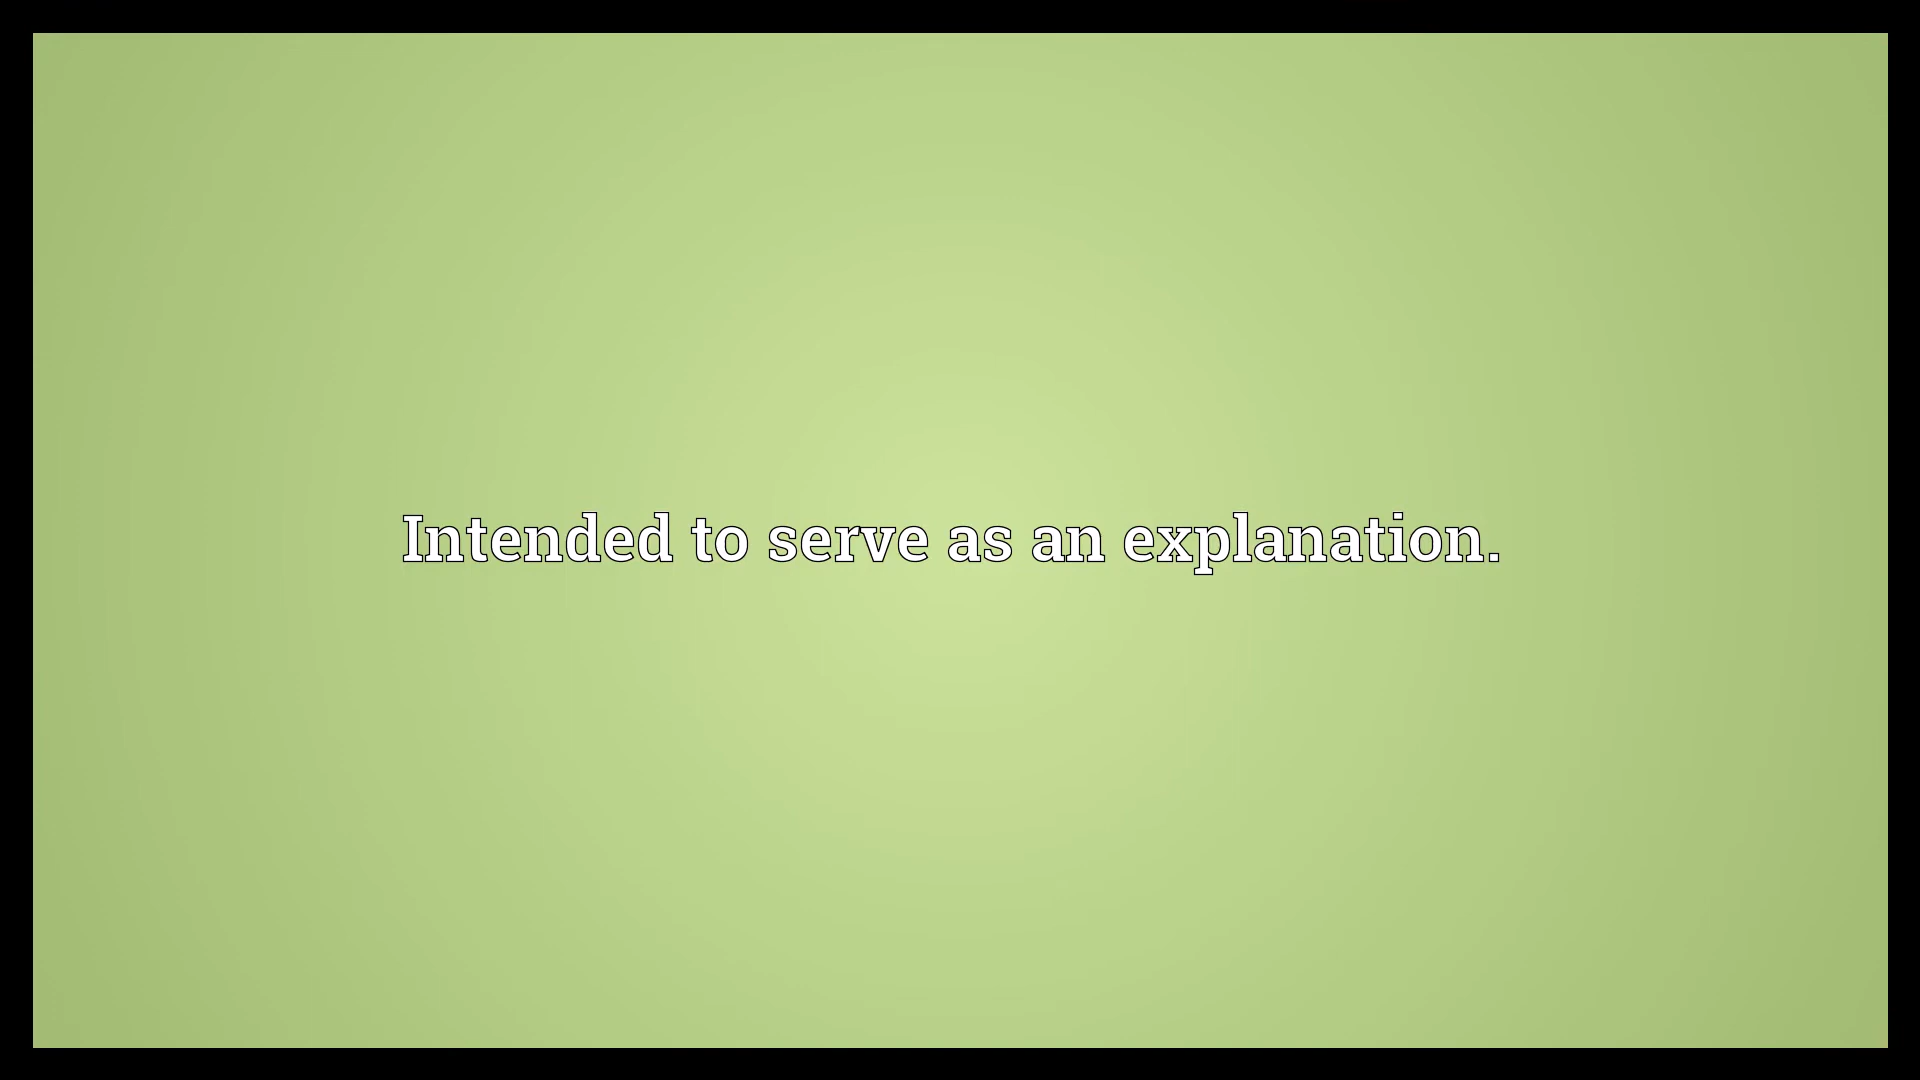 Intended to serve as an explanation.